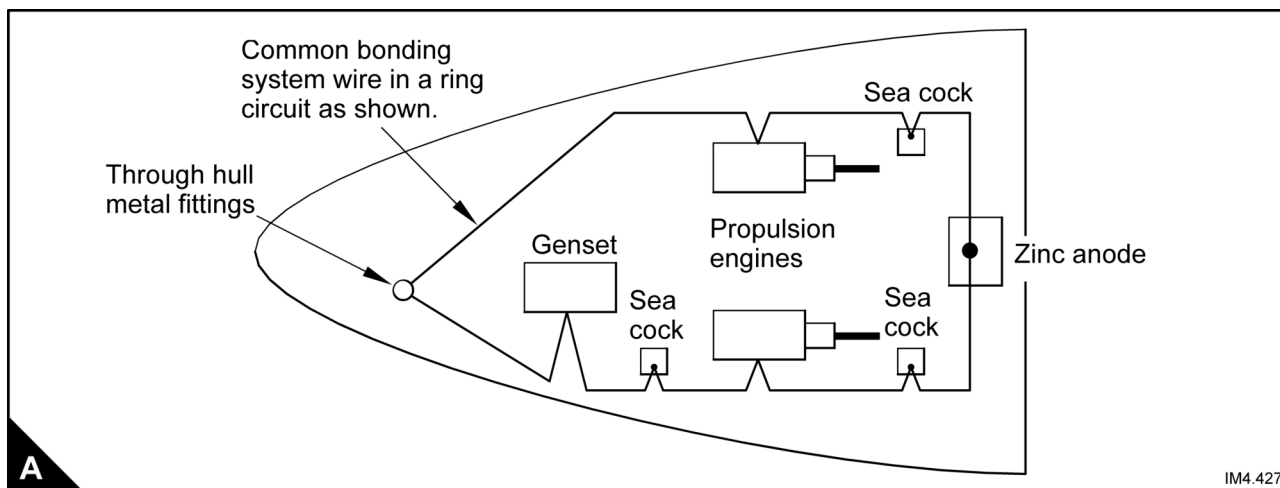 Common bonding
system wire in a ring
circuit as shown.
Sea cock
Through hull
metal fittings
Propulsion
engines
Genset
Zinc anode
Sea
cock
Sea
cock
A
IM4.427